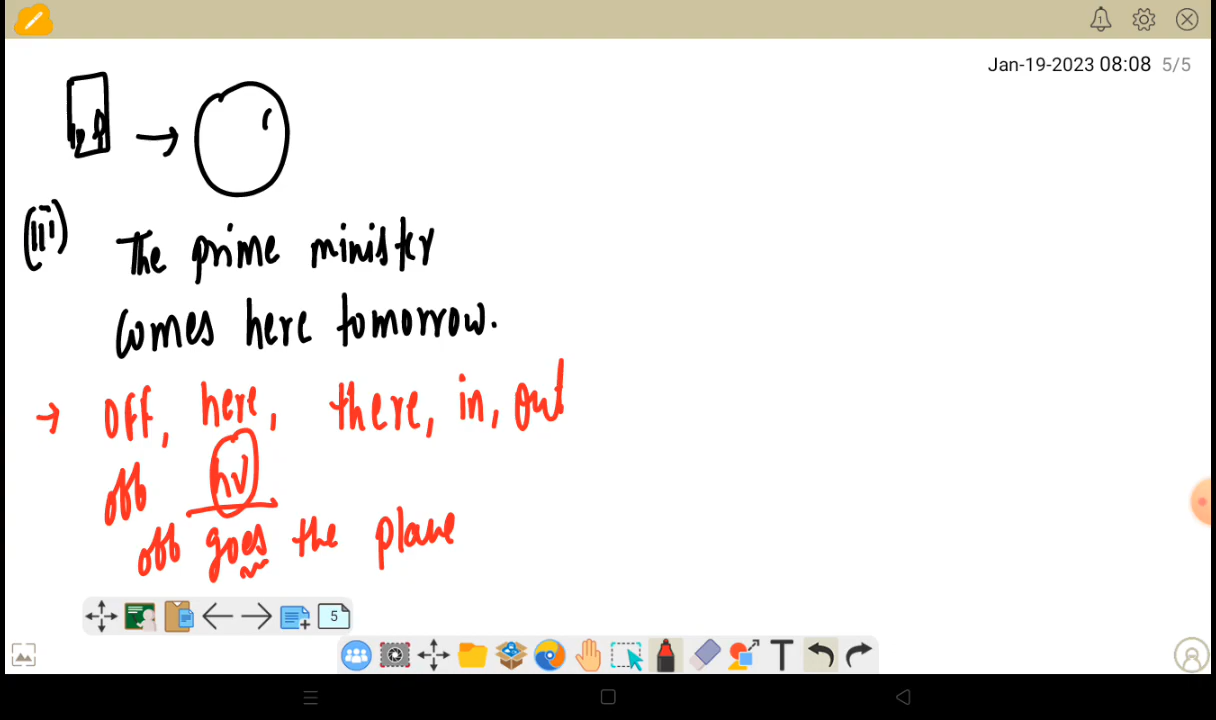 Jan-19-2023 08:08 5/5
(iii) The prime minister
comes here tomorrow.
→ off, here, there, in, out
off hv
off goes the plane
5
T